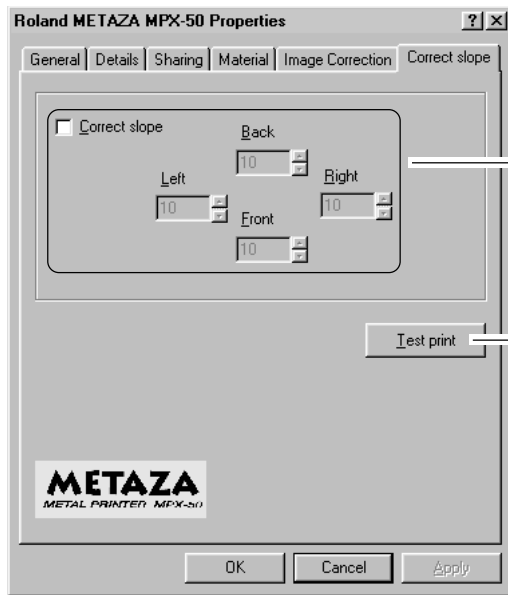 Roland METAZA MPX-50 Properties
General Details Sharing Material Image Correction Correct slope
Correct slope
Back
10
Left
10
Right
10
Front
10
Test print
METAZA
METAL PRINTER MPX-50
OK Cancel Apply